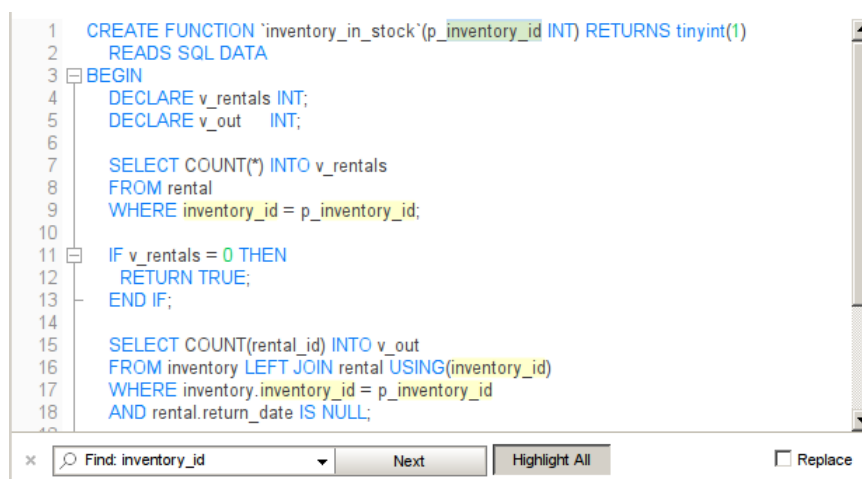 1 CREATE FUNCTION `inventory_in_stock`(p_inventory_id INT) RETURNS tinyint(1)
2 READS SQL DATA
3 BEGIN
4 DECLARE v_rentals INT;
5 DECLARE v_out INT;
6
7 SELECT COUNT(*) INTO v_rentals
8 FROM rental
9 WHERE inventory_id = p_inventory_id;
10
11 IF v_rentals = 0 THEN
12 RETURN TRUE;
13 END IF;
14
15 SELECT COUNT(rental_id) INTO v_out
16 FROM inventory LEFT JOIN rental USING(inventory_id)
17 WHERE inventory.inventory_id = p_inventory_id
18 AND rental.return_date IS NULL;
Find: inventory_id Next Highlight All Replace